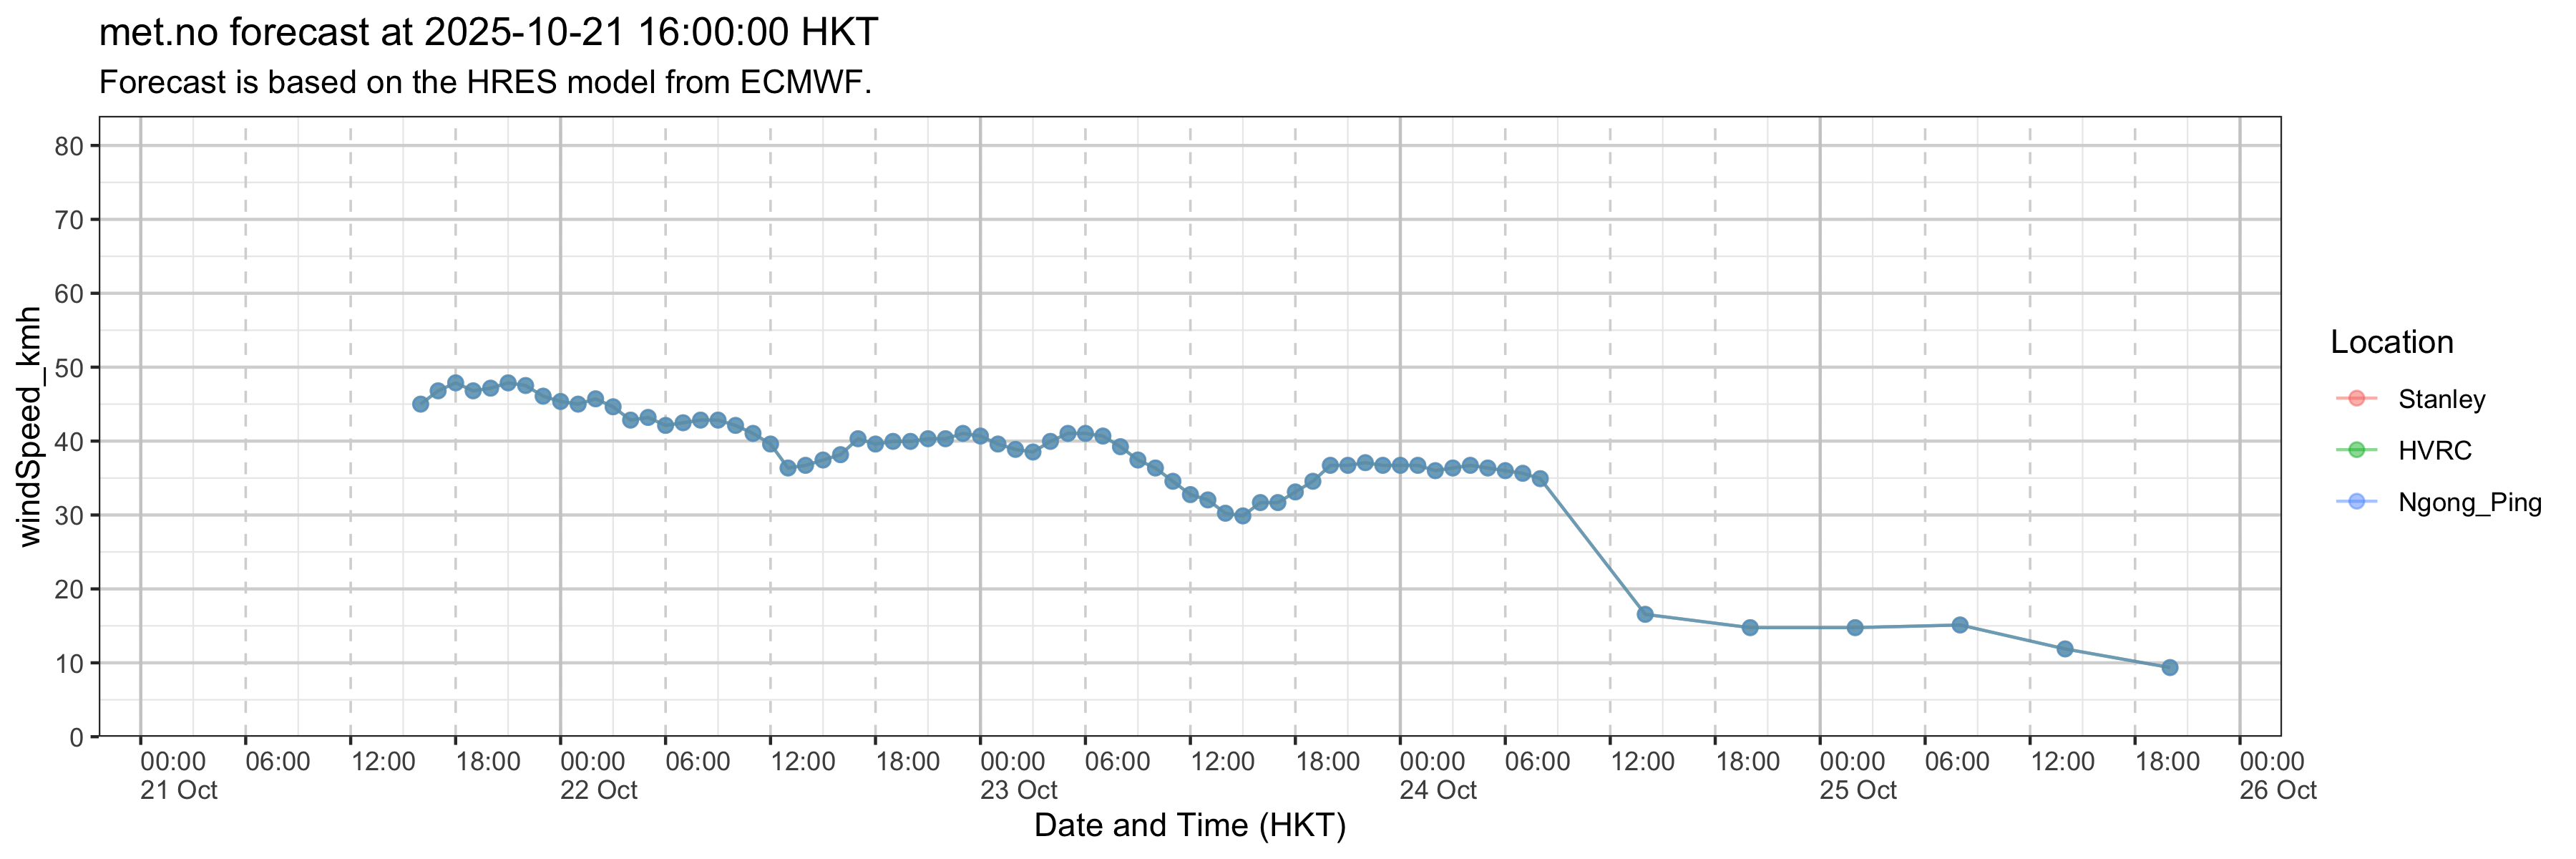 met.no forecast at 2025-10-21 16:00:00 HKT
Forecast is based on the HRES model from ECMWF.
windSpeed_kmh
80
70
60
50
40
30
20
10
0
00:00 06:00 12:00 18:00 00:00 06:00 12:00 18:00 00:00 06:00 12:00 18:00 00:00 06:00 12:00 18:00 00:00 06:00 12:00 18:00 00:00
21 Oct 22 Oct 23 Oct 24 Oct 25 Oct 26 Oct
Date and Time (HKT)
Location
Stanley
HVRC
Ngong_Ping